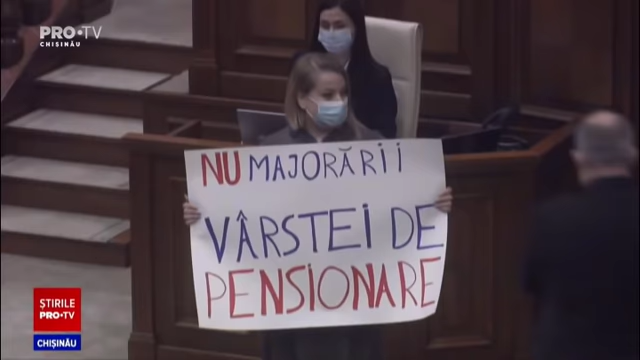 PRO•TV
CHIȘINĂU
NU MAJORĂRII
VÂRSTEI DE
PENSIONARE
ȘTIRILE
PRO•TV
CHIȘINĂU